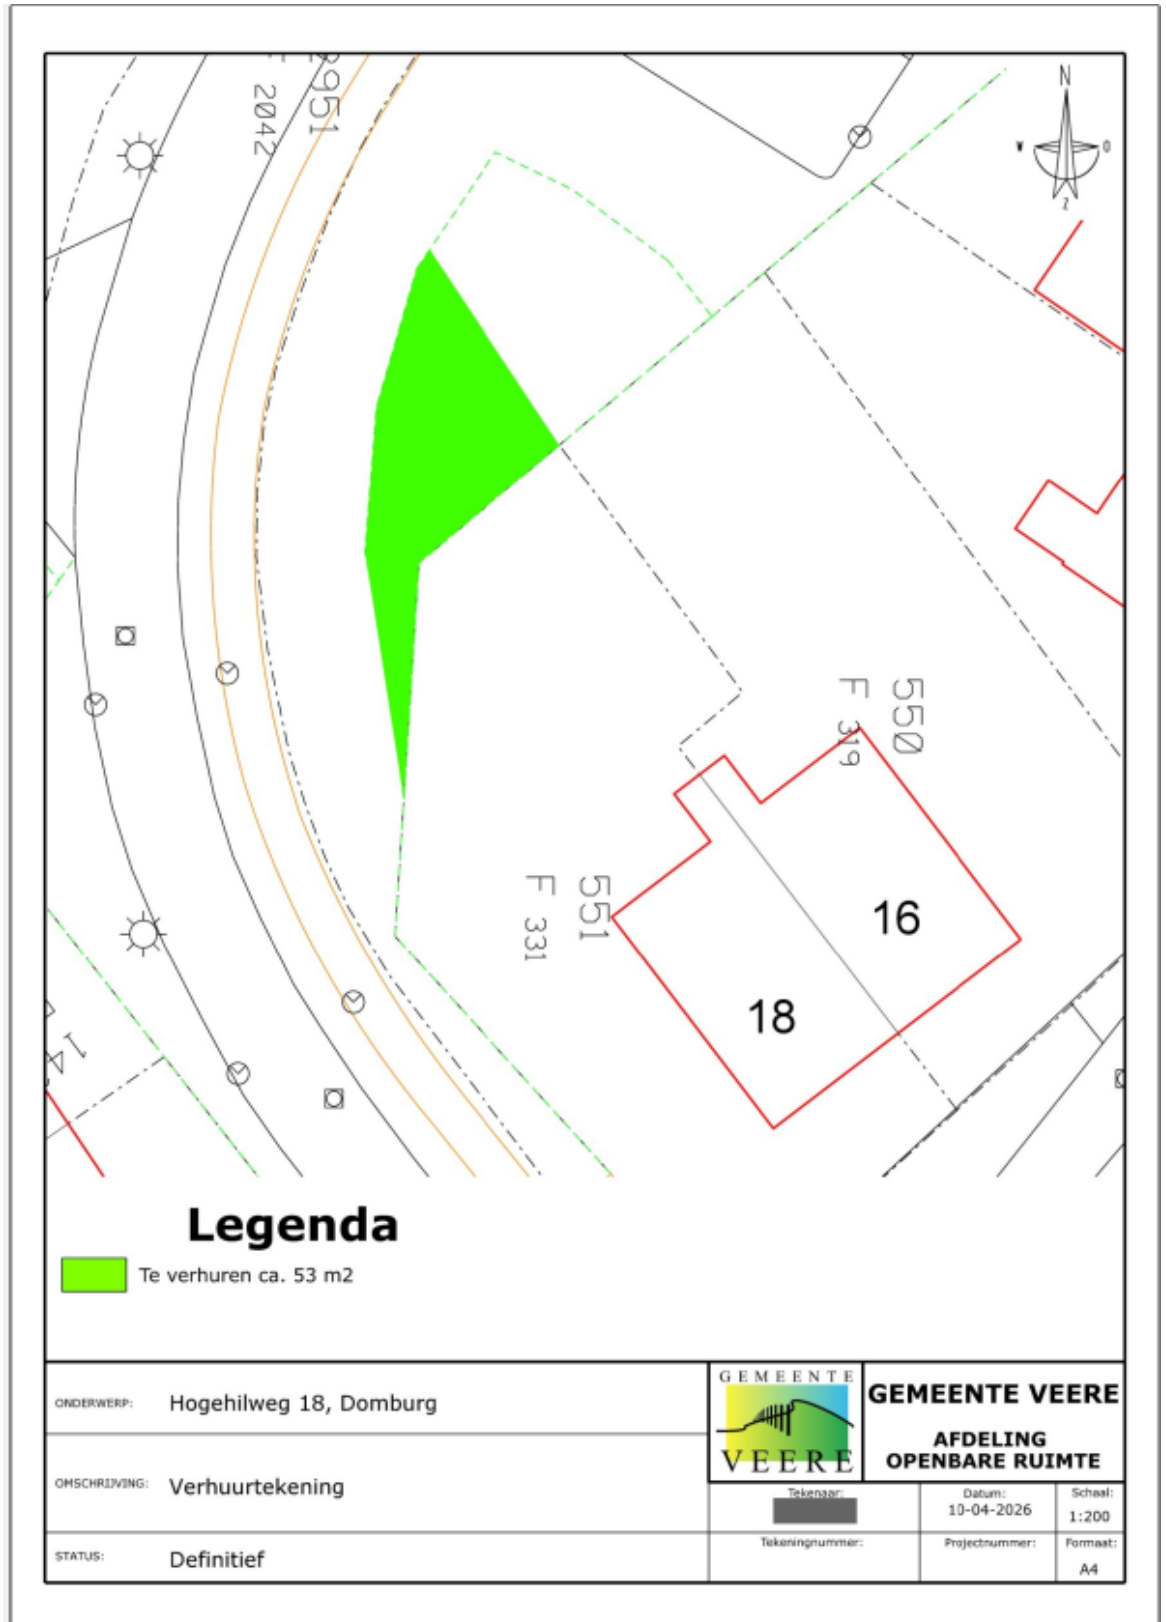 2951
F 2042
N
W
O
Z
550
F 319
551
F 331
16
18
Legenda
Te verhuren ca. 53 m2
ONDERWERP: Hogehilweg 18, Domburg
OMSCHRIJVING: Verhuurtekening
STATUS: Definitief
GEMEENTE
VEERE
GEMEENTE VEERE
AFDELING
OPENBARE RUIMTE
Tekenaar:
Datum:
10-04-2026
Schaal:
1:200
Tekeningnummer:
Projectnummer:
Formaat:
A4